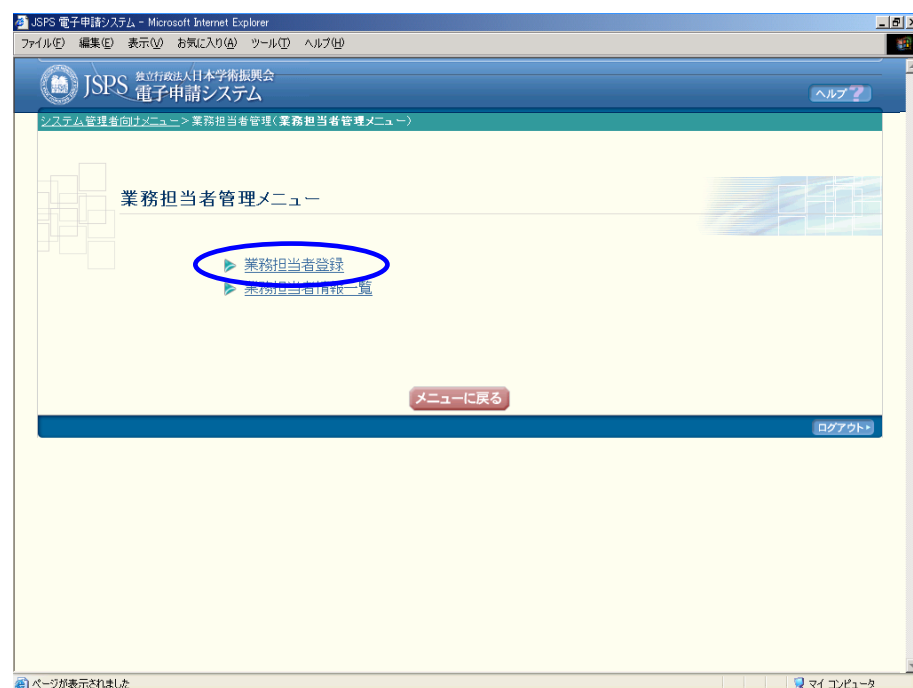 JSPS 電子申請システム - Microsoft Internet Explorer
ファイル(F) 編集(E) 表示(V) お気に入り(A) ツール(T) ヘルプ(H)
JSPS 独立行政法人日本学術振興会
電子申請システム
ヘルプ ?
システム管理者向けメニュー>業務担当者管理(業務担当者管理メニュー)
業務担当者管理メニュー
業務担当者登録
業務担当者情報一覧
メニューに戻る
ログアウト
ページが表示されました マイ コンピュータ